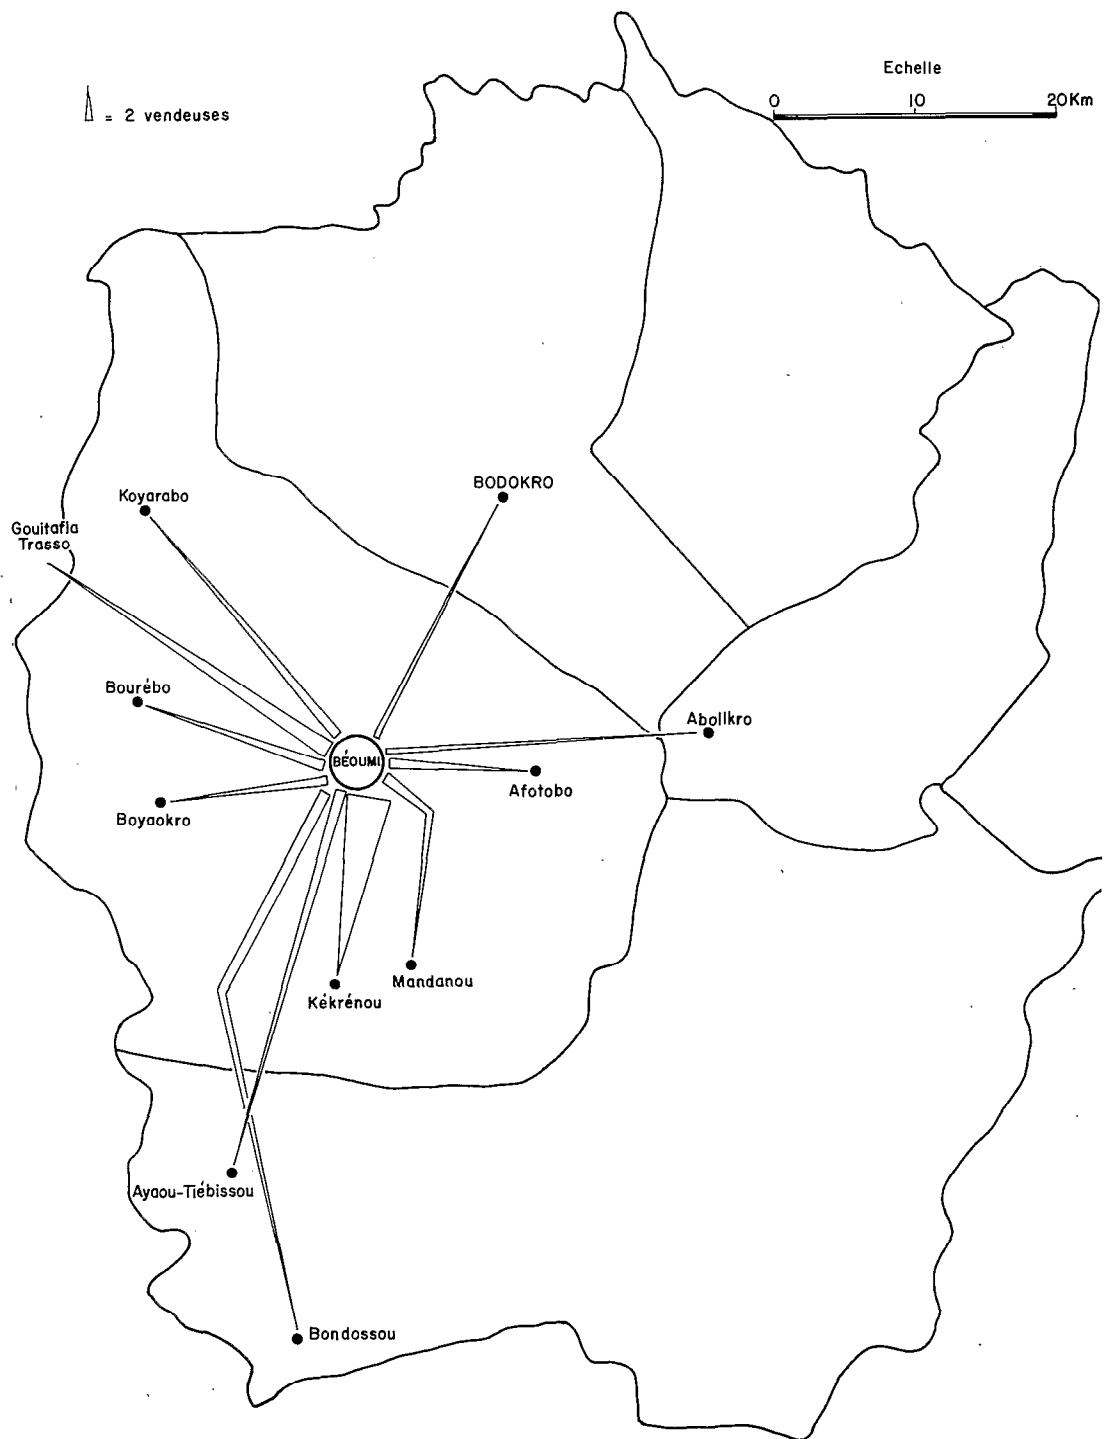 Echelle
0 10 20Km
= 2 vendeuses
BODOKRO
Koyarabo
Gouitafla
Trasso
Bourébo
Abolikro
BÉOUMI
Afotobo
Boyaokro
Mandanou
Kékrénou
Ayaou-Tiébissou
Bondossou